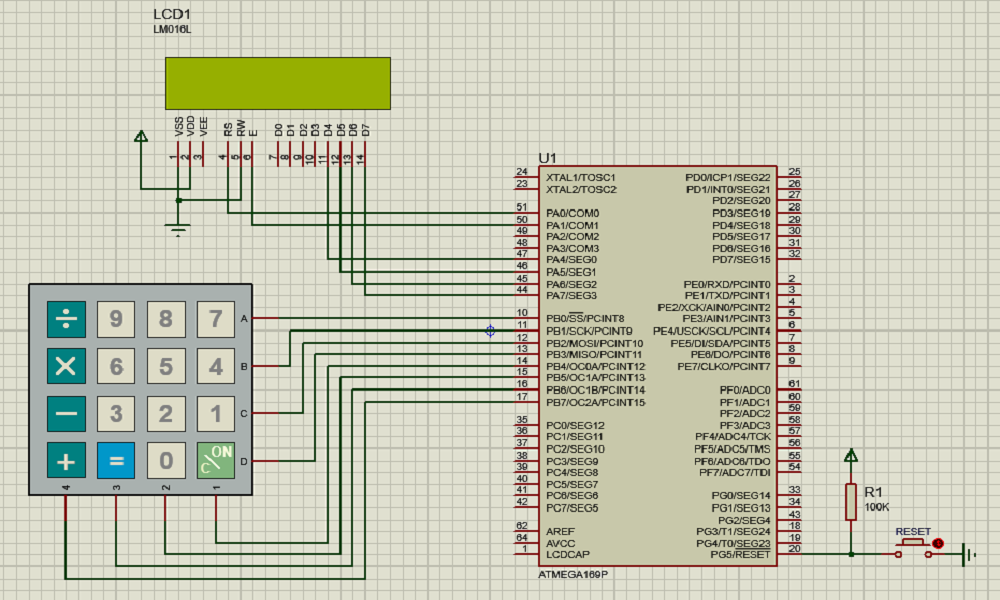 LCD1
LM016L
VSS VDD VEE RS RW E D0 D1 D2 D3 D4 D5 D6 D7
1 2 3 4 5 6 7 8 9 10 11 12 13 14
U1
24 XTAL1/TOSC1 PD0/ICP1/SEG22 25
23 XTAL2/TOSC2 PD1/INT0/SEG21 26
PD2/SEG20 27
51 PA0/COM0 PD3/SEG19 28
50 PA1/COM1 PD4/SEG18 29
49 PA2/COM2 PD5/SEG17 30
48 PA3/COM3 PD6/SEG16 31
47 PA4/SEG0 PD7/SEG15 32
46 PA5/SEG1
45 PA6/SEG2 PE0/RXD/PCINT0 2
44 PA7/SEG3 PE1/TXD/PCINT1 3
PE2/XCK/AIN0/PCINT2 4
10 PB0/SS/PCINT8 PE3/AIN1/PCINT3 5
11 PB1/SCK/PCINT9 PE4/USCK/SCL/PCINT4 6
12 PB2/MOSI/PCINT10 PE5/DI/SDA/PCINT5 7
13 PB3/MISO/PCINT11 PE6/DO/PCINT6 8
14 PB4/OC0A/PCINT12 PE7/CLKO/PCINT7 9
15 PB5/OC1A/PCINT13
16 PB6/OC1B/PCINT14 PF0/ADC0 61
17 PB7/OC2A/PCINT15 PF1/ADC1 60
PF2/ADC2 59
35 PC0/SEG12 PF3/ADC3 58
36 PC1/SEG11 PF4/ADC4/TCK 57
37 PC2/SEG10 PF5/ADC5/TMS 56
38 PC3/SEG9 PF6/ADC6/TDO 55
39 PC4/SEG8 PF7/ADC7/TDI 54
40 PC5/SEG7
41 PC6/SEG6 PG0/SEG14 33
42 PC7/SEG5 PG1/SEG13 34
PG2/SEG4 43
62 AREF PG3/T1/SEG24 18
64 AVCC PG4/T0/SEG23 19
1 LCDCAP PG5/RESET 20
ATMEGA169P
÷ 9 8 7 A
× 6 5 4 B
− 3 2 1 C
+ = 0 ON/C D
4 3 2 1
R1
100K
RESET